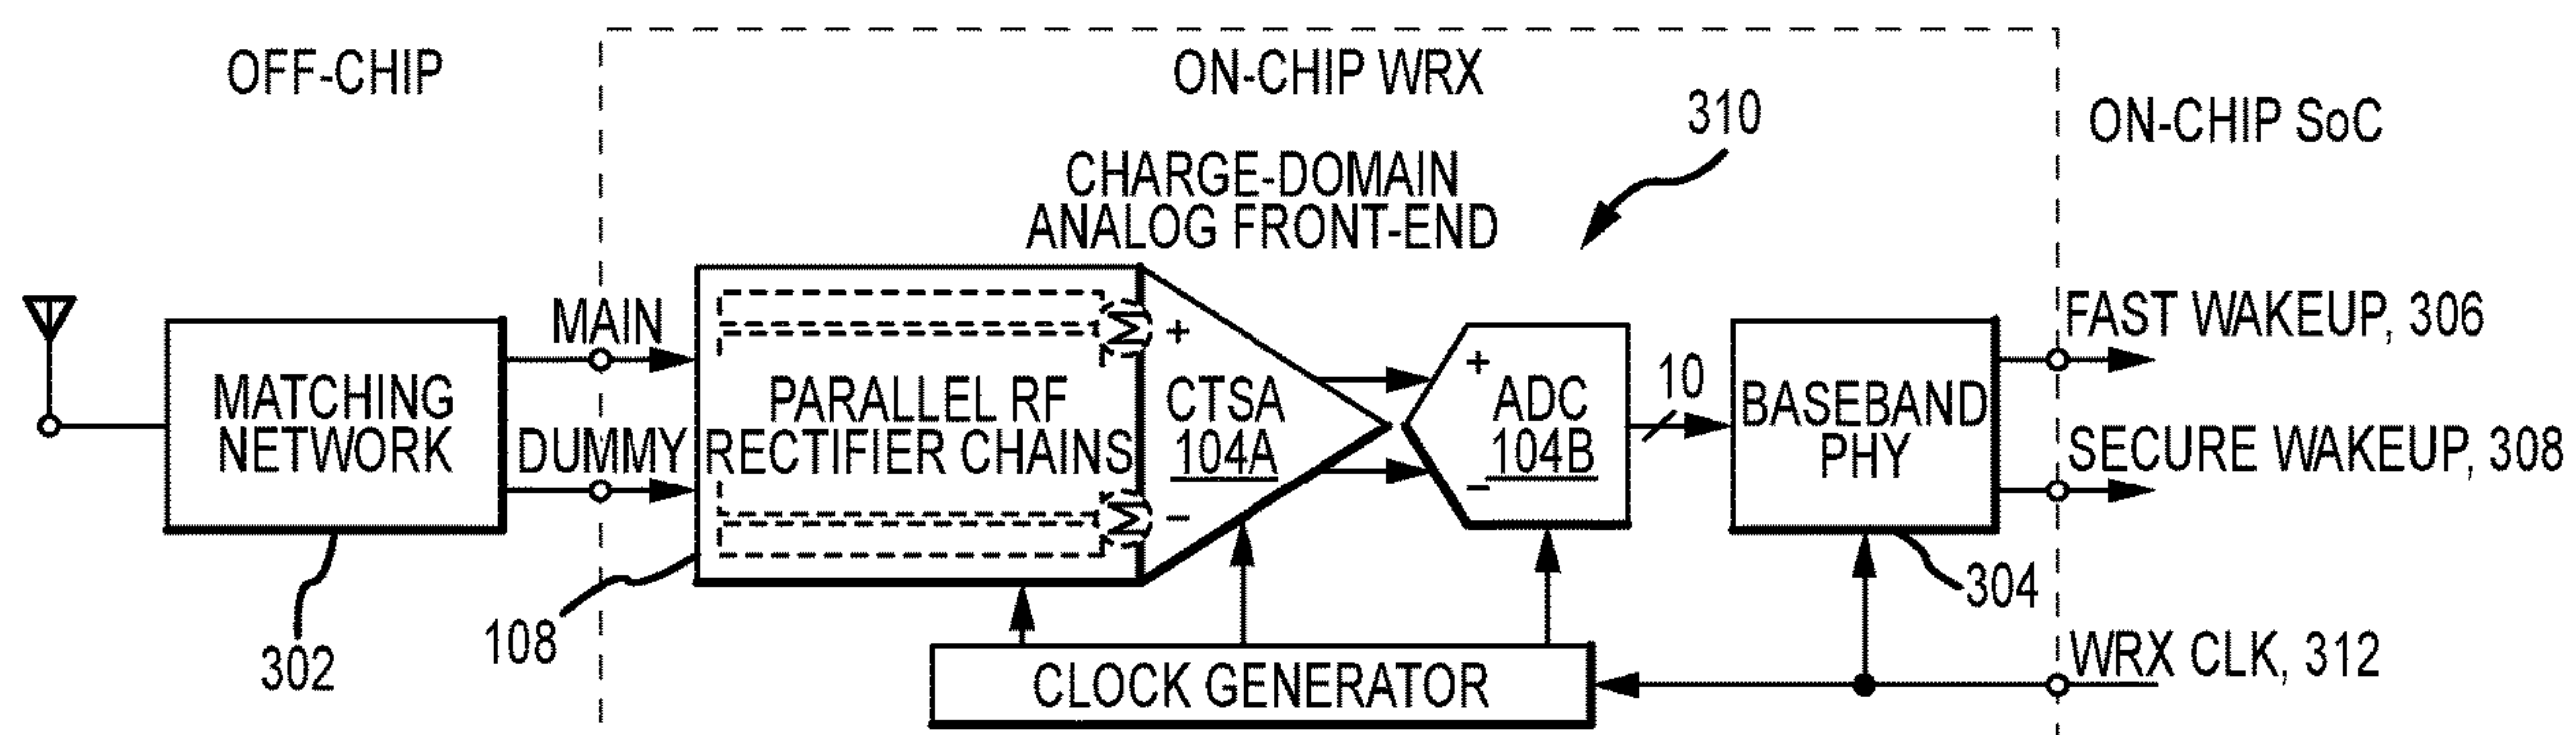 OFF-CHIP
ON-CHIP WRX
310
ON-CHIP SoC
CHARGE-DOMAIN
ANALOG FRONT-END
MAIN
M
+
+
10
FAST WAKEUP, 306
MATCHING
NETWORK
DUMMY
PARALLEL RF
RECTIFIER CHAINS
CTSA
104A
ADC
104B
BASEBAND
PHY
SECURE WAKEUP, 308
M
−
−
302
108
304
CLOCK GENERATOR
WRX CLK, 312